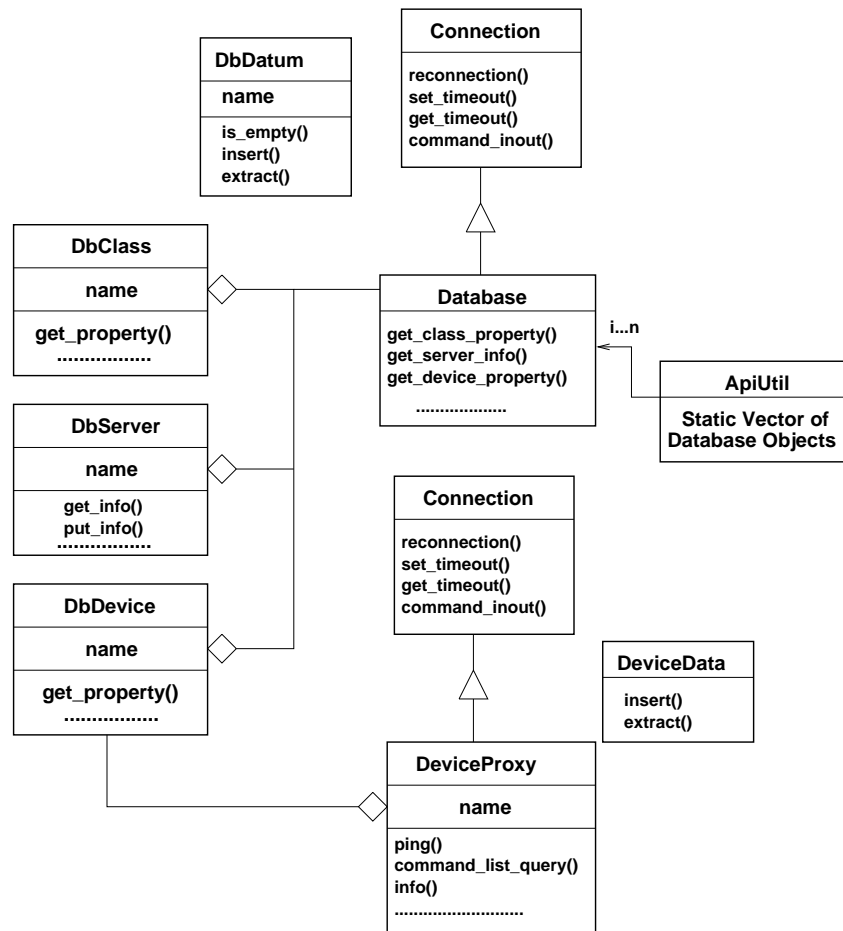 Connection
reconnection()
set_timeout()
get_timeout()
command_inout()
DbDatum
name
is_empty()
insert()
extract()
DbClass
name
get_property()
..................
Database
get_class_property()
get_server_info()
get_device_property()
...................
i...n
ApiUtil
Static Vector of
Database Objects
DbServer
name
get_info()
put_info()
..................
Connection
reconnection()
set_timeout()
get_timeout()
command_inout()
DbDevice
name
get_property()
..................
DeviceData
insert()
extract()
DeviceProxy
name
ping()
command_list_query()
info()
...........................